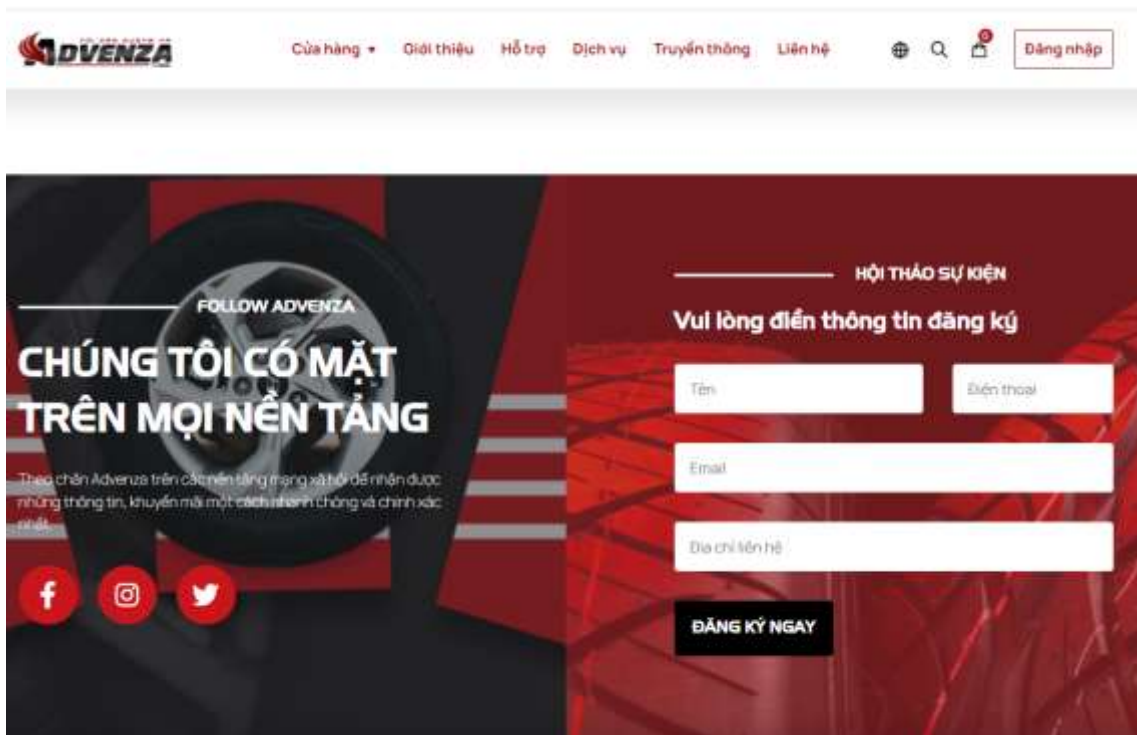 ADVENZA
Cửa hàng
Giới thiệu
Hỗ trợ
Dịch vụ
Truyền thông
Liên hệ
0
Đăng nhập
FOLLOW ADVENZA
CHÚNG TÔI CÓ MẶT
TRÊN MỌI NỀN TẢNG
Theo chân Advenza trên các nền tảng mạng xã hội để nhận được
những thông tin, khuyến mãi một cách nhanh chóng và chính xác
nhất.
HỘI THẢO SỰ KIỆN
Vui lòng điền thông tin đăng ký
Tên
Điện thoại
Email
Địa chỉ liên hệ
ĐĂNG KÝ NGAY